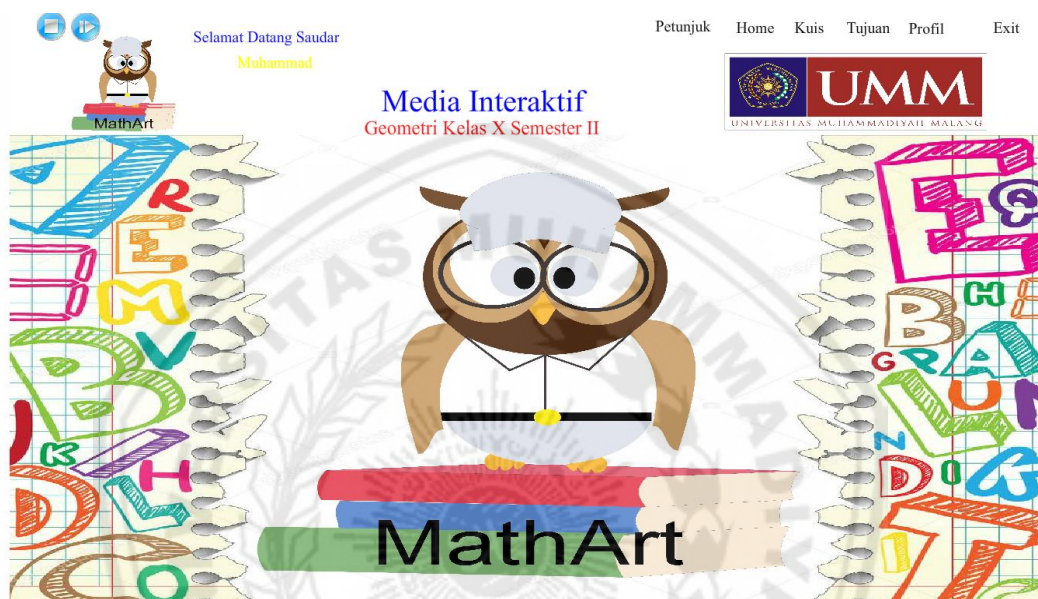 Selamat Datang Saudar
Muhammad
Petunjuk Home Kuis Tujuan Profil Exit
MathArt
Media Interaktif
Geometri Kelas X Semester II
UMM
UNIVERSITAS MUHAMMADIYAH MALANG
MathArt